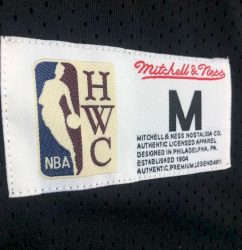 H
W
C
NBA
Mitchell & Ness
M
MITCHELL & NESS NOSTALGIA CO.
AUTHENTIC LICENSED APPAREL
DESIGNED IN PHILADELPHIA, PA.
ESTABLISHED 1904
AUTHENTIC.PREMIUM.LEGENDARY.